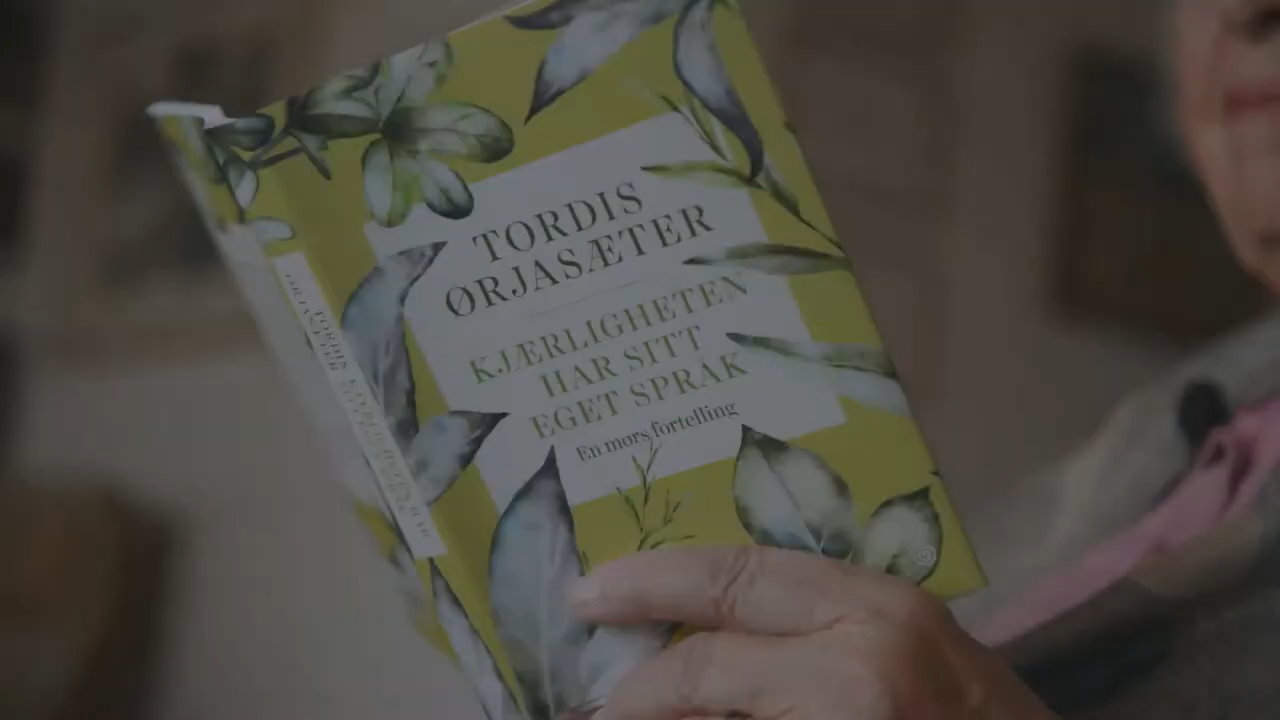 TORDIS
ØRJASÆTER
KJÆRLIGHETEN
HAR SITT
EGET SPRÅK
En mors fortelling